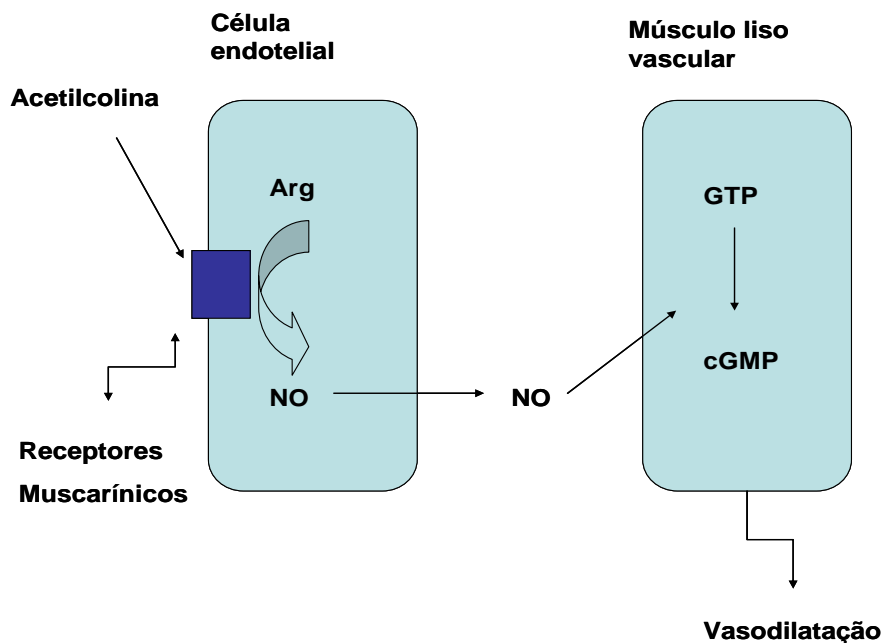 Célula
endotelial
Músculo liso
vascular
Acetilcolina
Arg
GTP
cGMP
NO
NO
Receptores
Muscarínicos
Vasodilatação